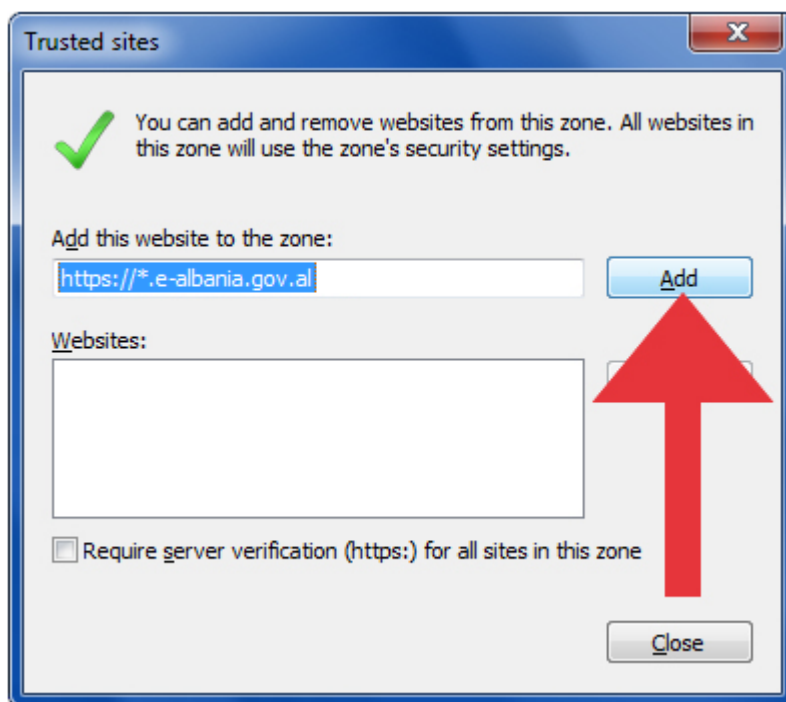 Trusted sites
You can add and remove websites from this zone. All websites in
this zone will use the zone's security settings.
Add this website to the zone:
https://*.e-albania.gov.al
Add
Websites:
Require server verification (https:) for all sites in this zone
Close